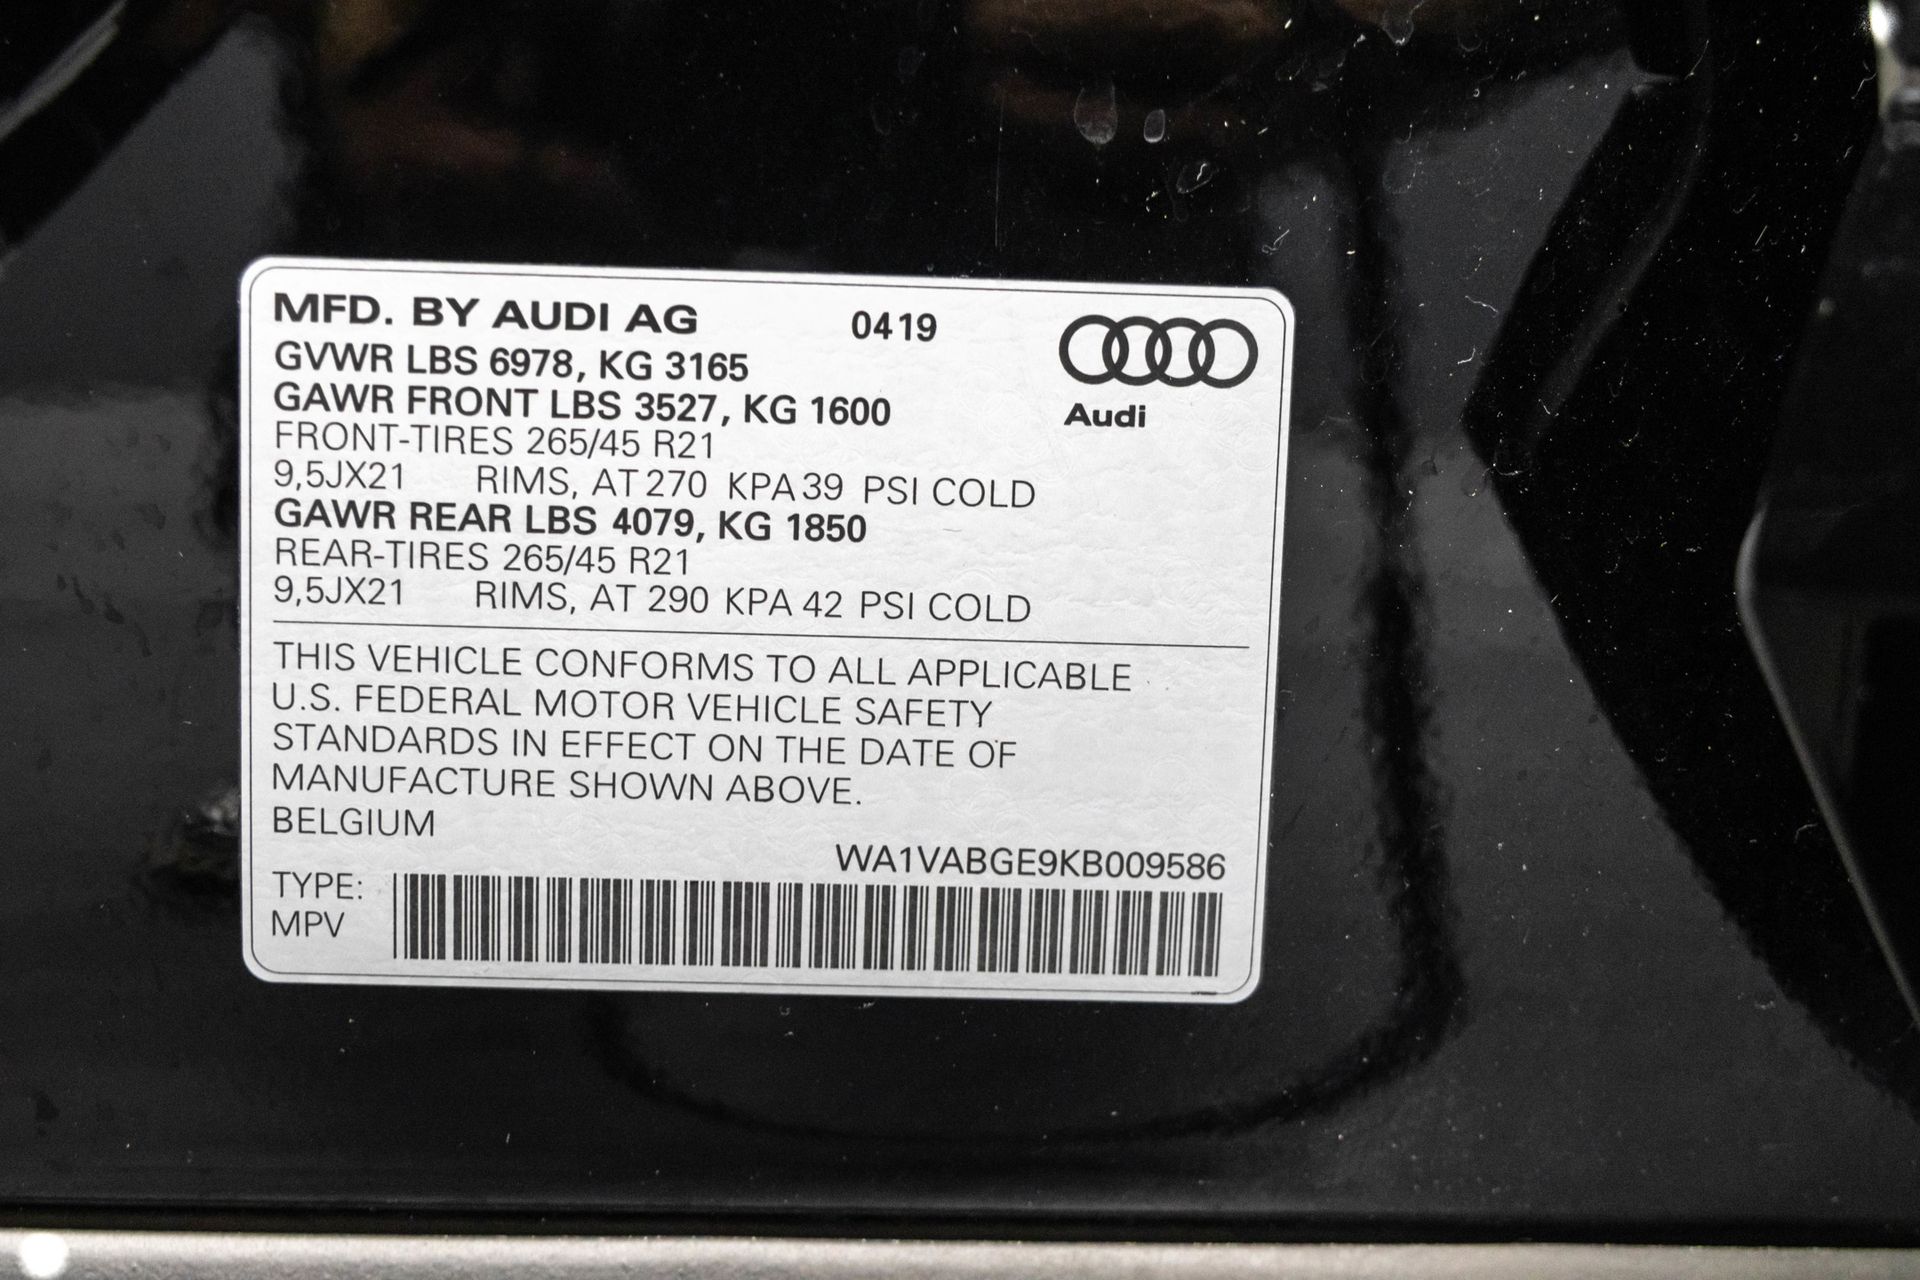 MFD. BY AUDI AG 0419
GVWR LBS 6978, KG 3165
GAWR FRONT LBS 3527, KG 1600
Audi
FRONT-TIRES 265/45 R21
9,5JX21 RIMS, AT 270 KPA 39 PSI COLD
GAWR REAR LBS 4079, KG 1850
REAR-TIRES 265/45 R21
9,5JX21 RIMS, AT 290 KPA 42 PSI COLD
THIS VEHICLE CONFORMS TO ALL APPLICABLE
U.S. FEDERAL MOTOR VEHICLE SAFETY
STANDARDS IN EFFECT ON THE DATE OF
MANUFACTURE SHOWN ABOVE.
BELGIUM
WA1VABGE9KB009586
TYPE:
MPV